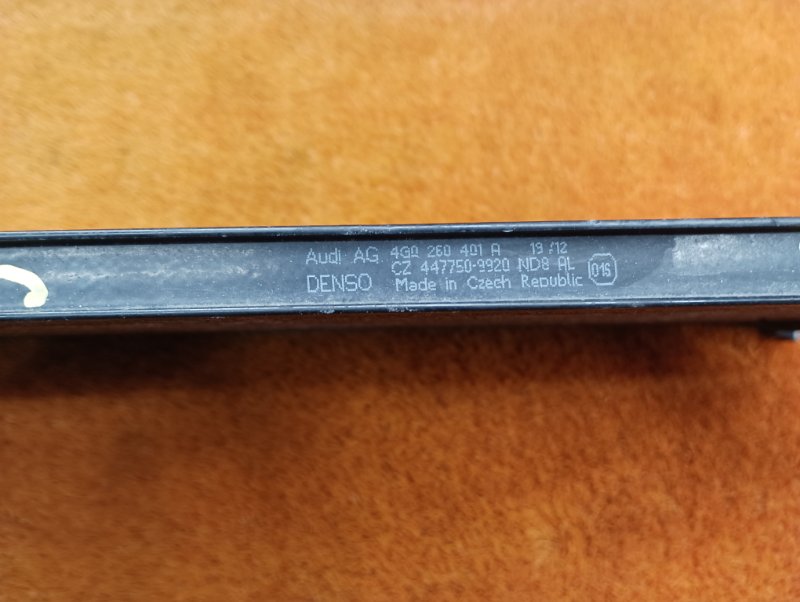 Audi AG 4G0 260 401 A 19/12
CZ 447750-9920 ND8 AL
DENSO Made in Czech Republic